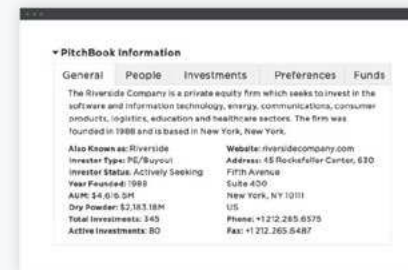 PitchBook Information
General People Investments Preferences Funds
The Riverside Company is a private equity firm which seeks to invest in the
software and information technology, energy, communications, consumer
products, logistics, education and healthcare sectors. The firm was
founded in 1988 and is based in New York, New York.
Also Known as: Riverside
Investor Type: PE/Buyout
Investor Status: Actively Seeking
Year Founded: 1988
AUM: $4,616.5M
Dry Powder: $2,183.18M
Total Investments: 345
Active Investments: 80
Website: riversidecompany.com
Address: 45 Rockefeller Center, 630
Fifth Avenue
Suite 400
New York, NY 10111
US
Phone: +1 212.265.6575
Fax: +1 212.265.6487